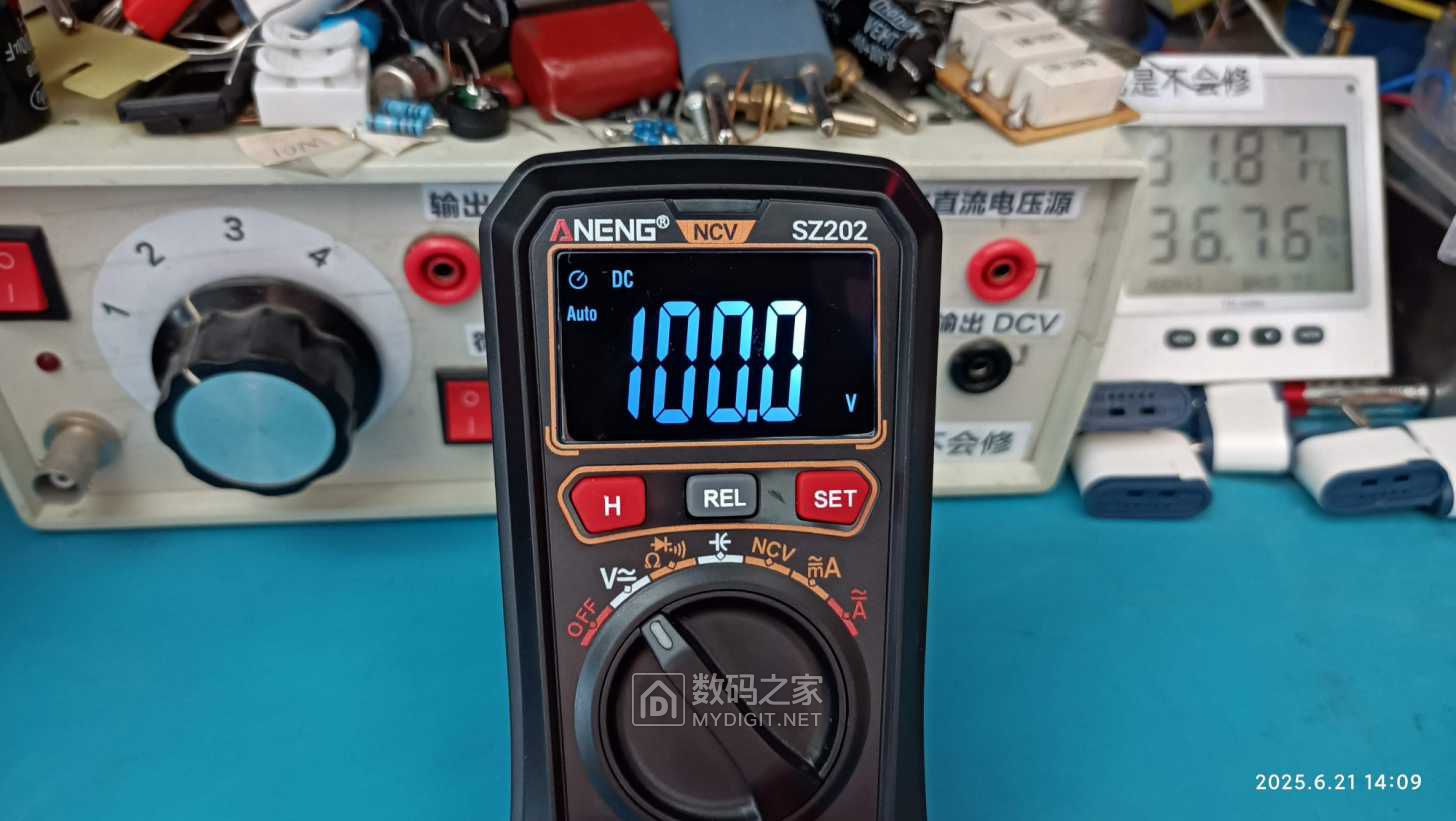 是不会修
31.87 ℃
36.76
输出
直流电压源
1
2
3
4
输出 DCV
不会修
ANENG® NCV SZ202
DC
Auto
100.0
V
H REL SET
OFF V Ω NCV mA A
数码之家
MYDIGIT.NET
2025.6.21 14:09